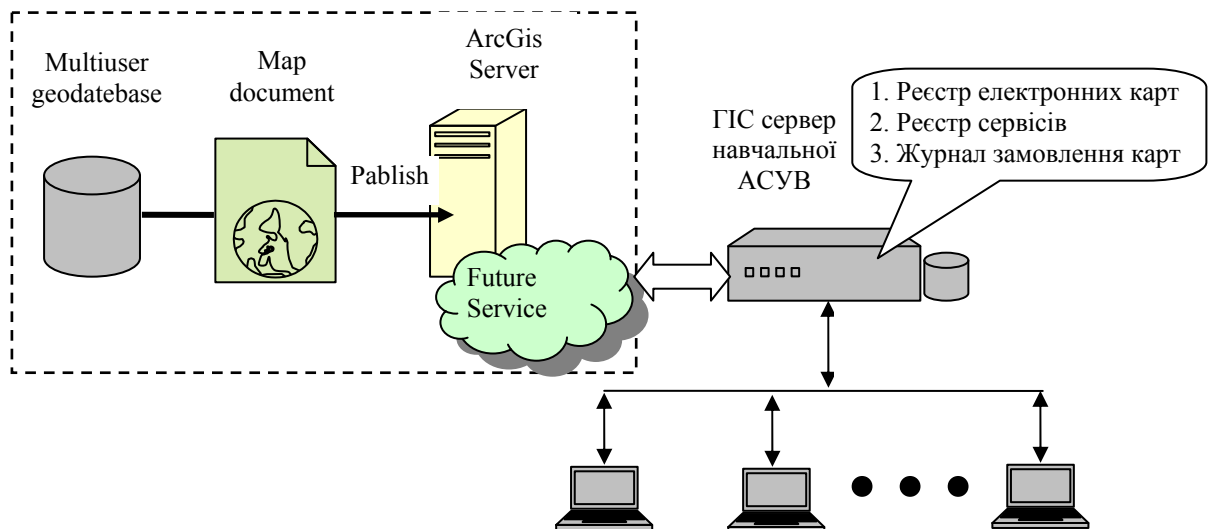 Multiuser
geodatebase
Map
document
ArcGis
Server
Pablish
Future
Service
ГІС сервер
навчальної
АСУВ
1. Реєстр електронних карт
2. Реєстр сервісів
3. Журнал замовлення карт